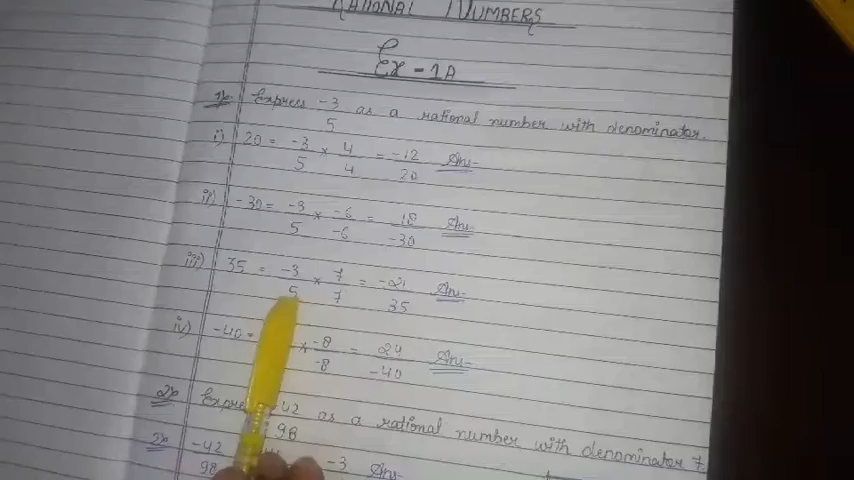 RATIONAL NUMBERS
Ex-1A
1. Express -3/5 as a rational number with denominator.
i) 20 = -3/5 × 4/4 = -12/20 Ans-
ii) -30 = -3/5 × -6/-6 = 18/-30 Ans-
iii) 35 = -3/5 × 7/7 = -21/35 Ans-
iv) -40 = × -8/-8 = 24/-40 Ans-
2. Expre -42/98 as a rational number with denominator 7.
-42/98 -3 Ans-